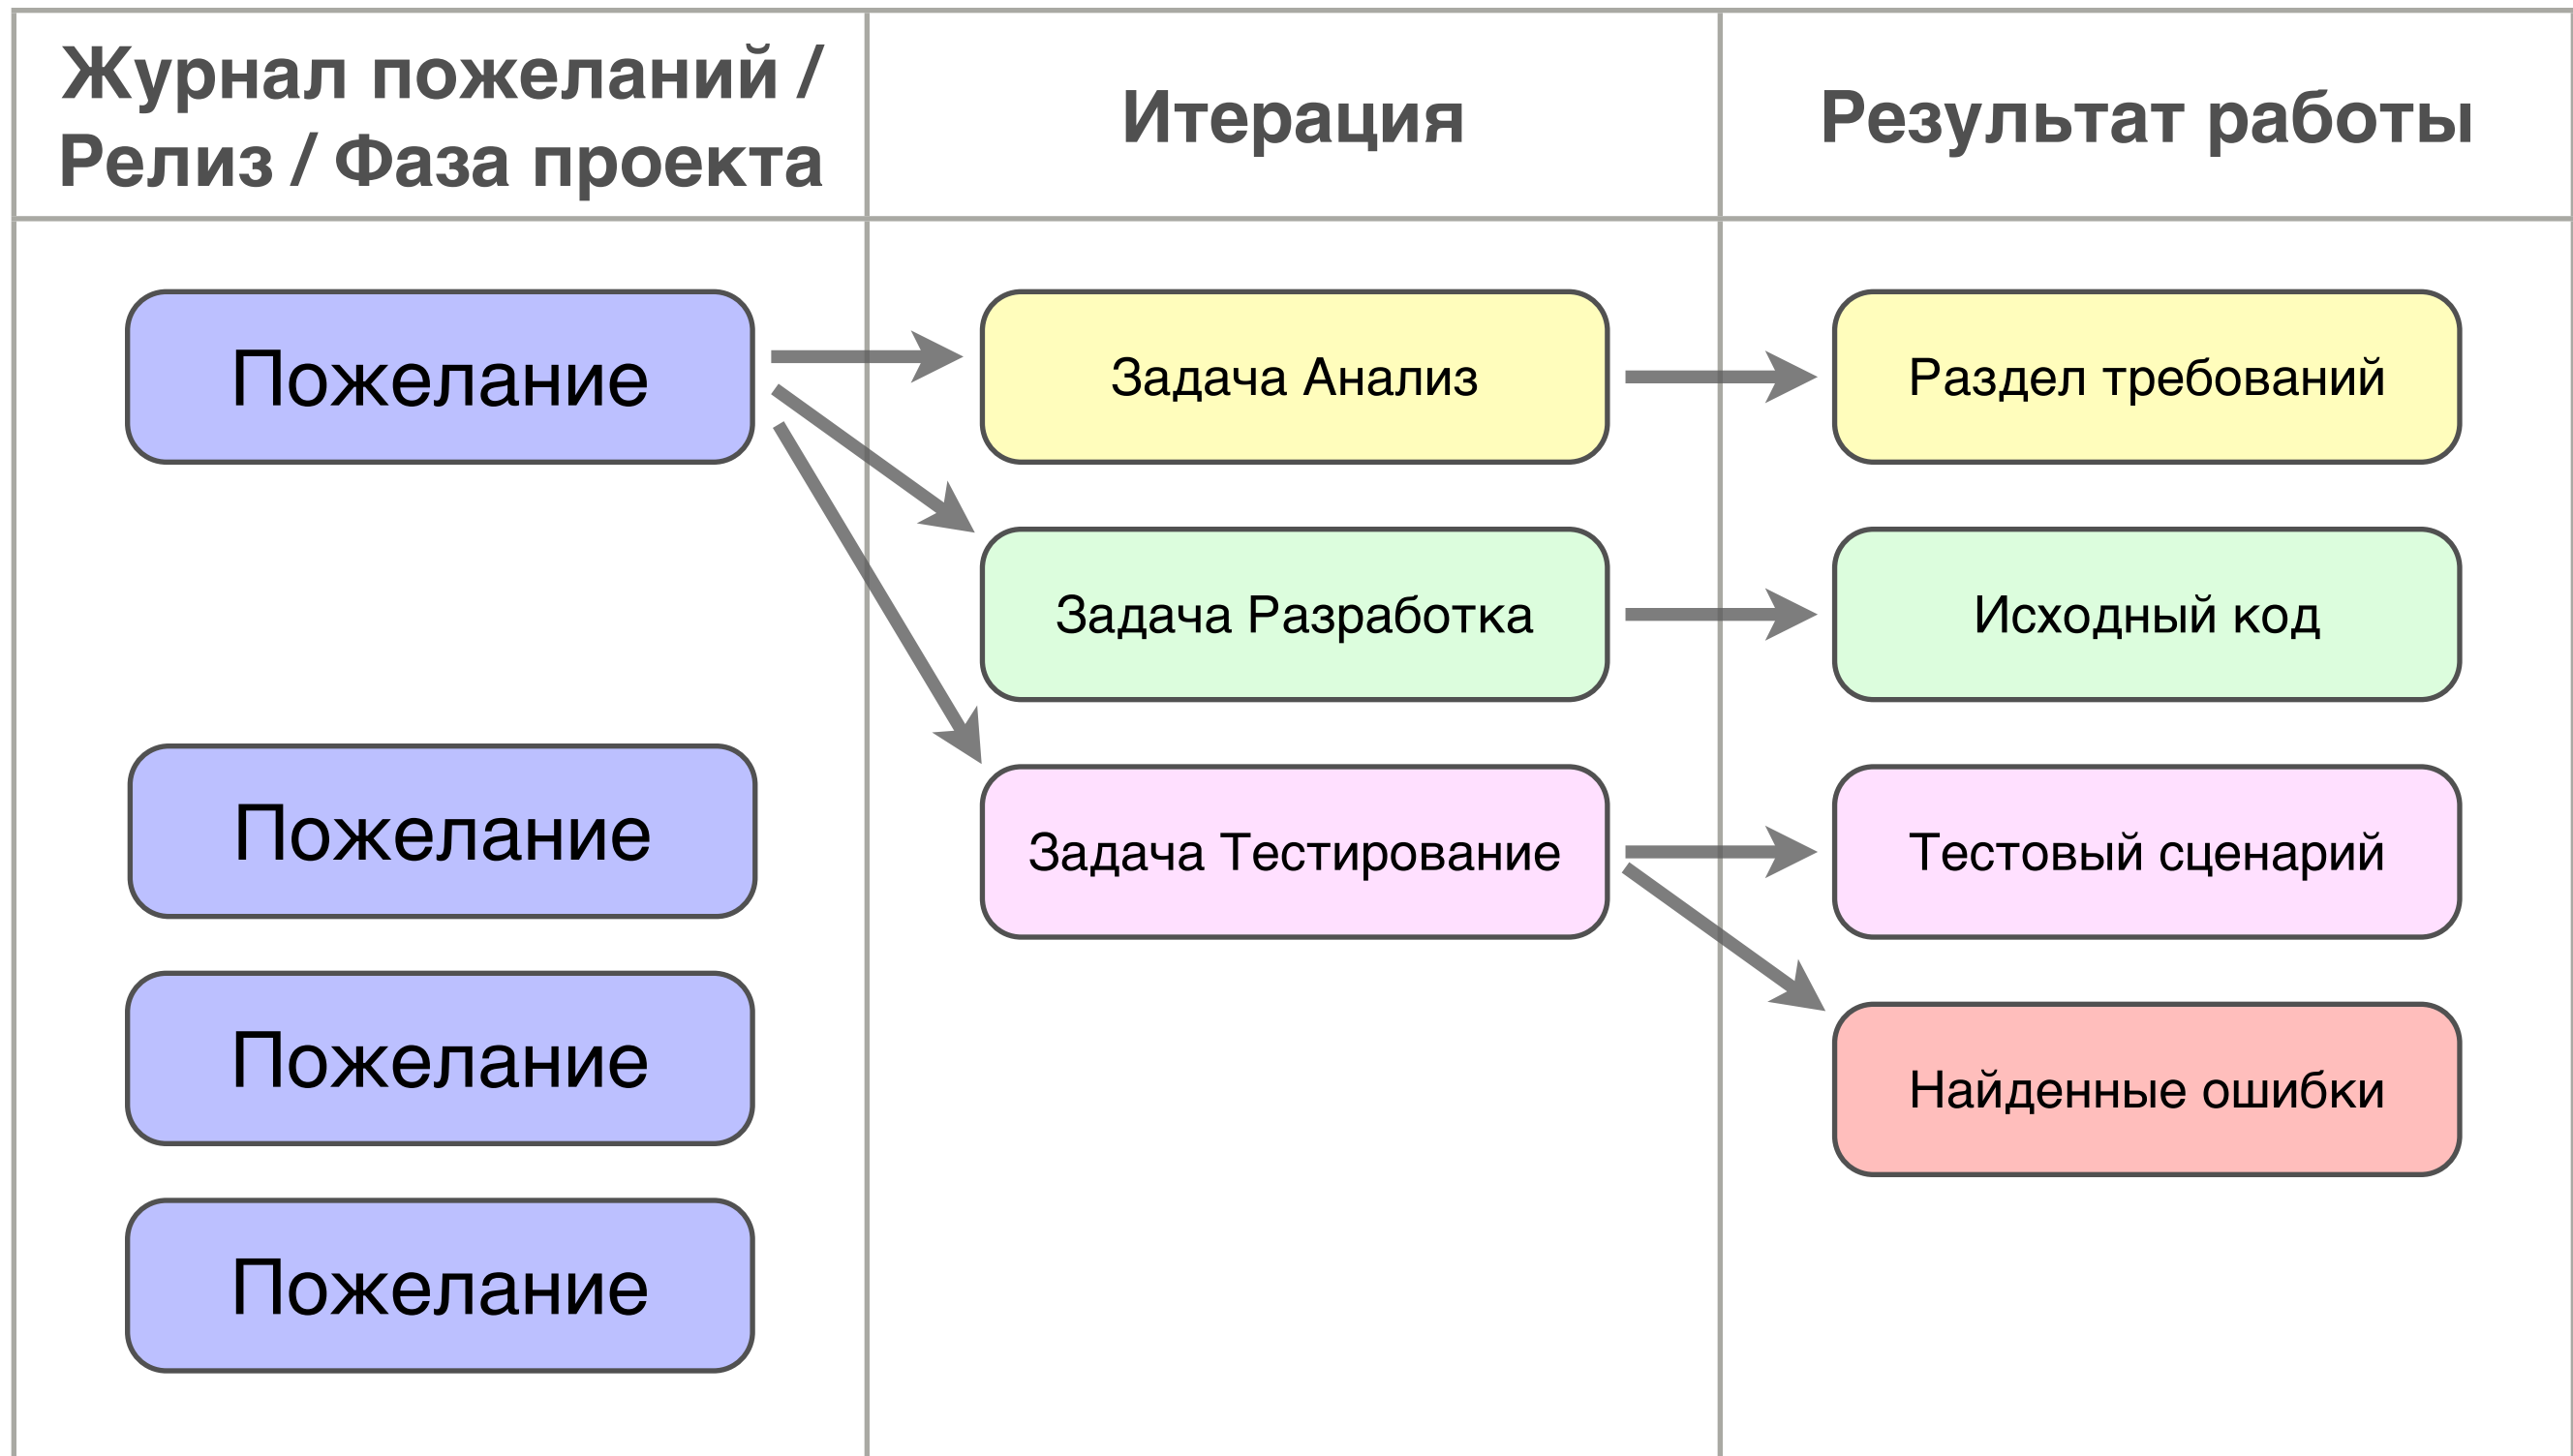 Журнал пожеланий /
Релиз / Фаза проекта
Итерация
Результат работы
Пожелание
Задача Анализ
Раздел требований
Задача Разработка
Исходный код
Пожелание
Задача Тестирование
Тестовый сценарий
Пожелание
Найденные ошибки
Пожелание